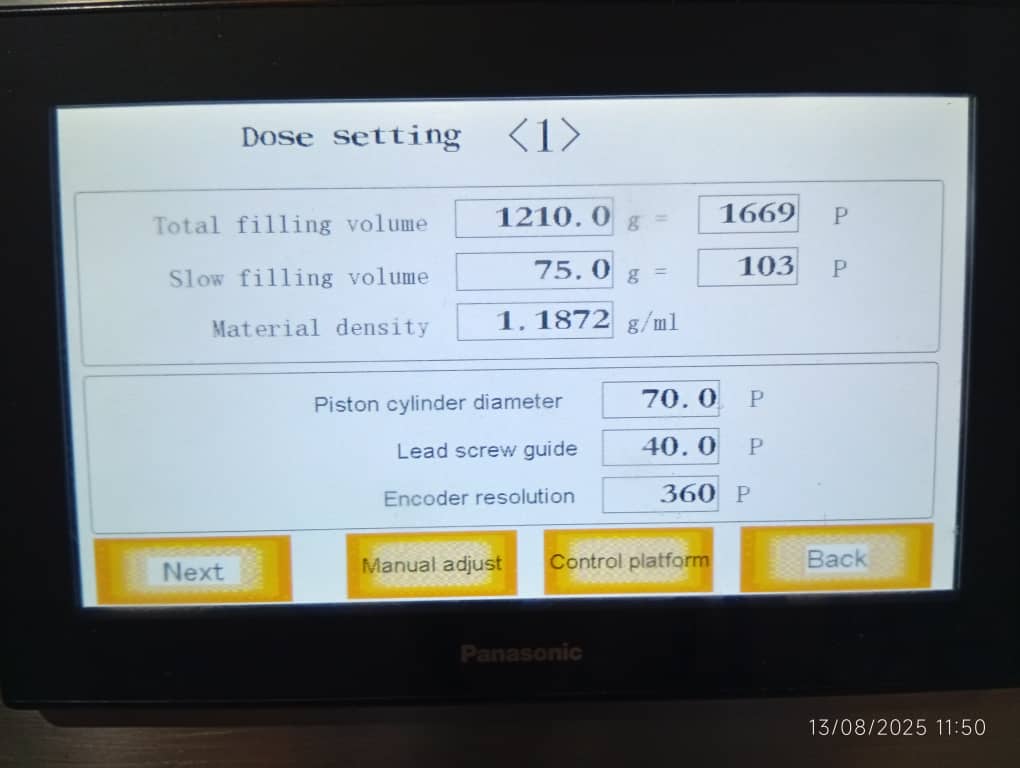 Dose setting <1>
Total filling volume 1210.0 g = 1669 P
Slow filling volume 75.0 g = 103 P
Material density 1.1872 g/ml
Piston cylinder diameter 70.0 P
Lead screw guide 40.0 P
Encoder resolution 360 P
Next Manual adjust Control platform Back
Panasonic
13/08/2025 11:50